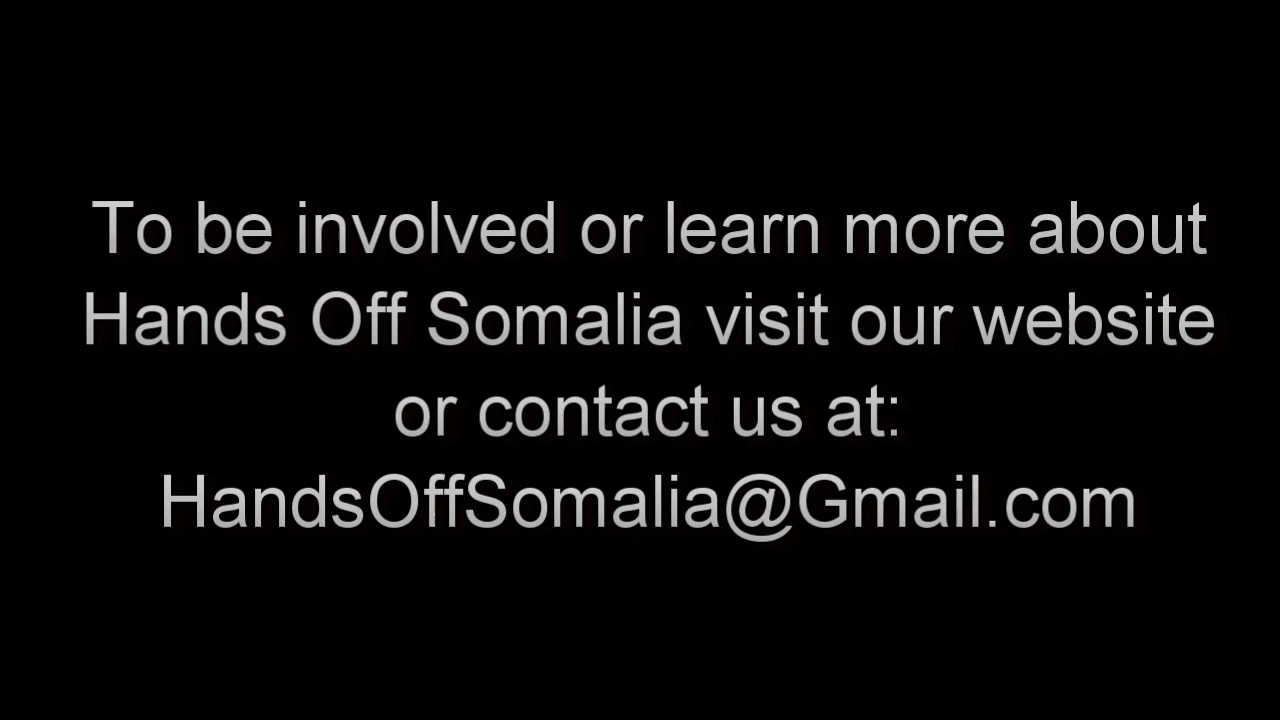 To be involved or learn more about
Hands Off Somalia visit our website
or contact us at:
HandsOffSomalia@Gmail.com